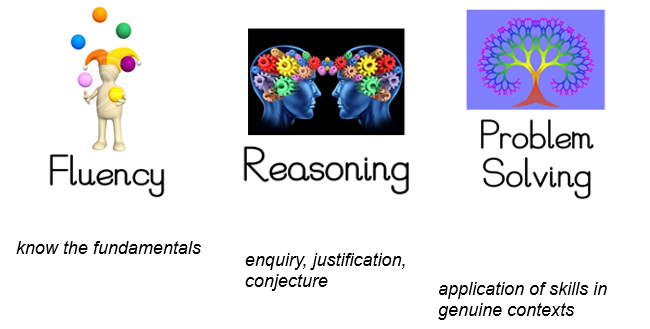 Fluency
know the fundamentals
Reasoning
enquiry, justification,
conjecture
Problem
Solving
application of skills in
genuine contexts